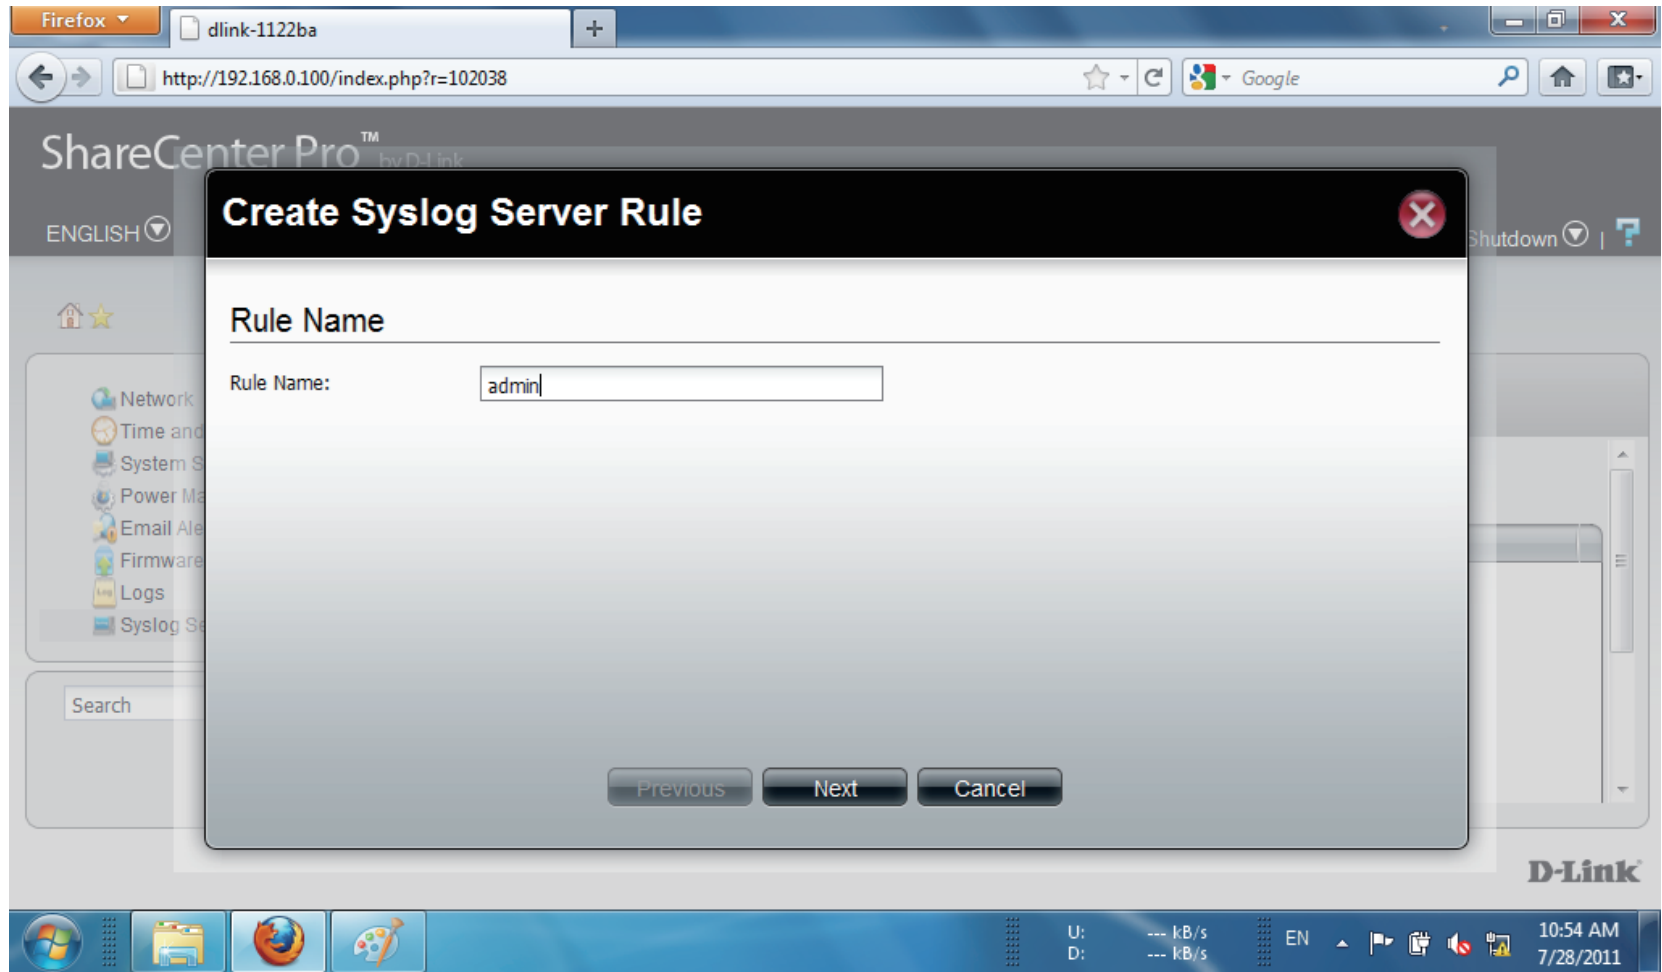 Firefox
dlink-1122ba
http://192.168.0.100/index.php?r=102038
Google
ShareCenter Pro™ by D-Link
Create Syslog Server Rule
ENGLISH
Shutdown | ?
Rule Name
Rule Name: admin
Network
Time and
System S
Power Ma
Email Ale
Firmware
Logs
Syslog Se
Search
Previous Next Cancel
D-Link
U: --- kB/s
D: --- kB/s
EN
10:54 AM
7/28/2011